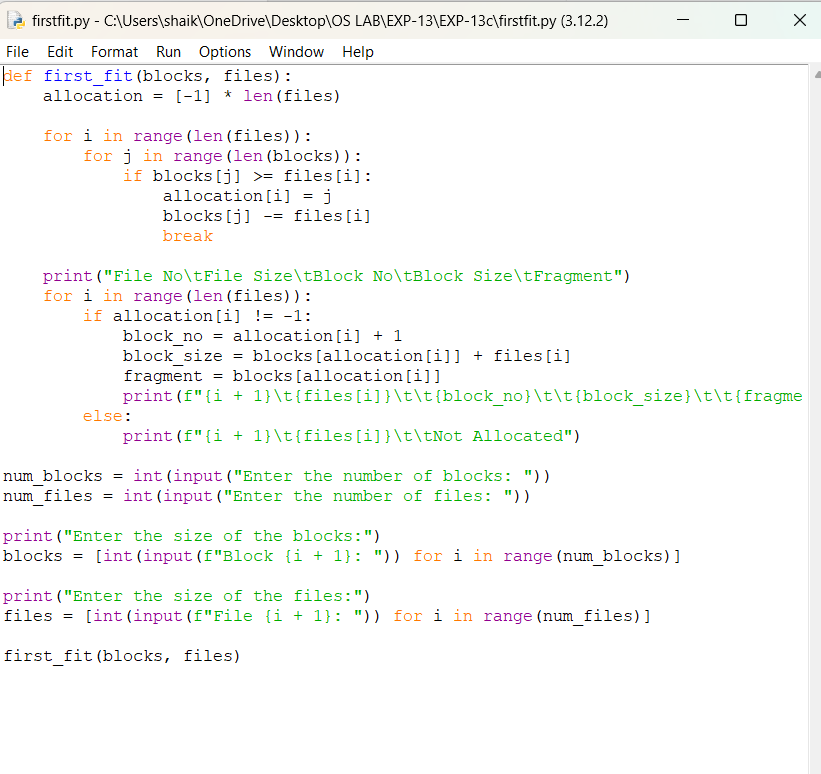 firstfit.py - C:\Users\shaik\OneDrive\Desktop\OS LAB\EXP-13\EXP-13c\firstfit.py (3.12.2)
File Edit Format Run Options Window Help
def first_fit(blocks, files):
    allocation = [-1] * len(files)

    for i in range(len(files)):
        for j in range(len(blocks)):
            if blocks[j] >= files[i]:
                allocation[i] = j
                blocks[j] -= files[i]
                break

    print("File No\tFile Size\tBlock No\tBlock Size\tFragment")
    for i in range(len(files)):
        if allocation[i] != -1:
            block_no = allocation[i] + 1
            block_size = blocks[allocation[i]] + files[i]
            fragment = blocks[allocation[i]]
            print(f"{i + 1}\t{files[i]}\t\t{block_no}\t\t{block_size}\t\t{fragme
        else:
            print(f"{i + 1}\t{files[i]}\t\tNot Allocated")

num_blocks = int(input("Enter the number of blocks: "))
num_files = int(input("Enter the number of files: "))

print("Enter the size of the blocks:")
blocks = [int(input(f"Block {i + 1}: ")) for i in range(num_blocks)]

print("Enter the size of the files:")
files = [int(input(f"File {i + 1}: ")) for i in range(num_files)]

first_fit(blocks, files)